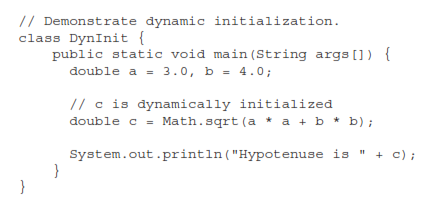 // Demonstrate dynamic initialization.
class DynInit {
    public static void main(String args[]) {
      double a = 3.0, b = 4.0;

      // c is dynamically initialized
      double c = Math.sqrt(a * a + b * b);

      System.out.println("Hypotenuse is " + c);
    }
}